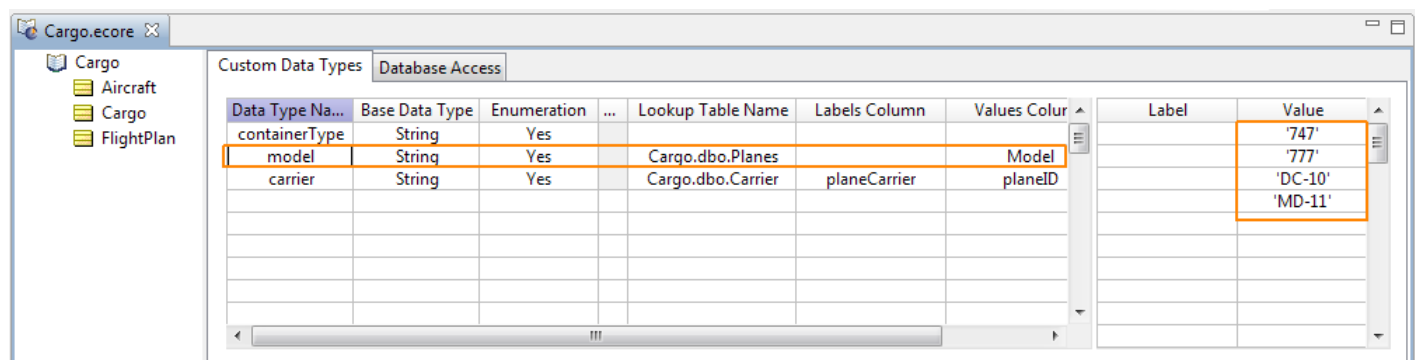 Cargo.ecore
Cargo
Aircraft
Cargo
FlightPlan
Custom Data Types Database Access
Data Type Na... Base Data Type Enumeration ... Lookup Table Name Labels Column Values Colur Label Value
containerType String Yes '747'
model String Yes Cargo.dbo.Planes Model '777'
carrier String Yes Cargo.dbo.Carrier planeCarrier planeID 'DC-10'
'MD-11'